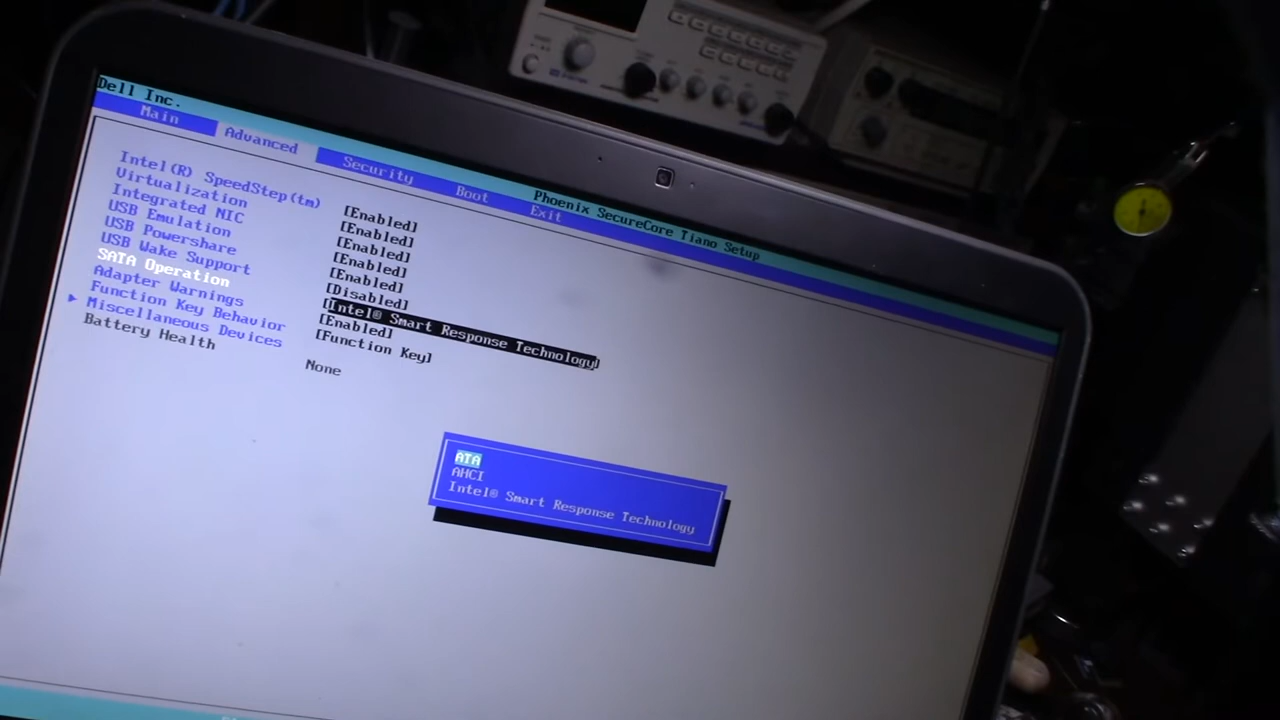 Dell Inc.
Phoenix SecureCore Tiano Setup
Main Advanced Security Boot Exit
Intel(R) SpeedStep(tm) [Enabled]
Virtualization [Enabled]
Integrated NIC [Enabled]
USB Emulation [Enabled]
USB Powershare [Enabled]
USB Wake Support [Disabled]
SATA Operation [Intel® Smart Response Technology]
Adapter Warnings [Enabled]
Function Key Behavior [Function Key]
Miscellaneous Devices
Battery Health None
ATA
AHCI
Intel® Smart Response Technology